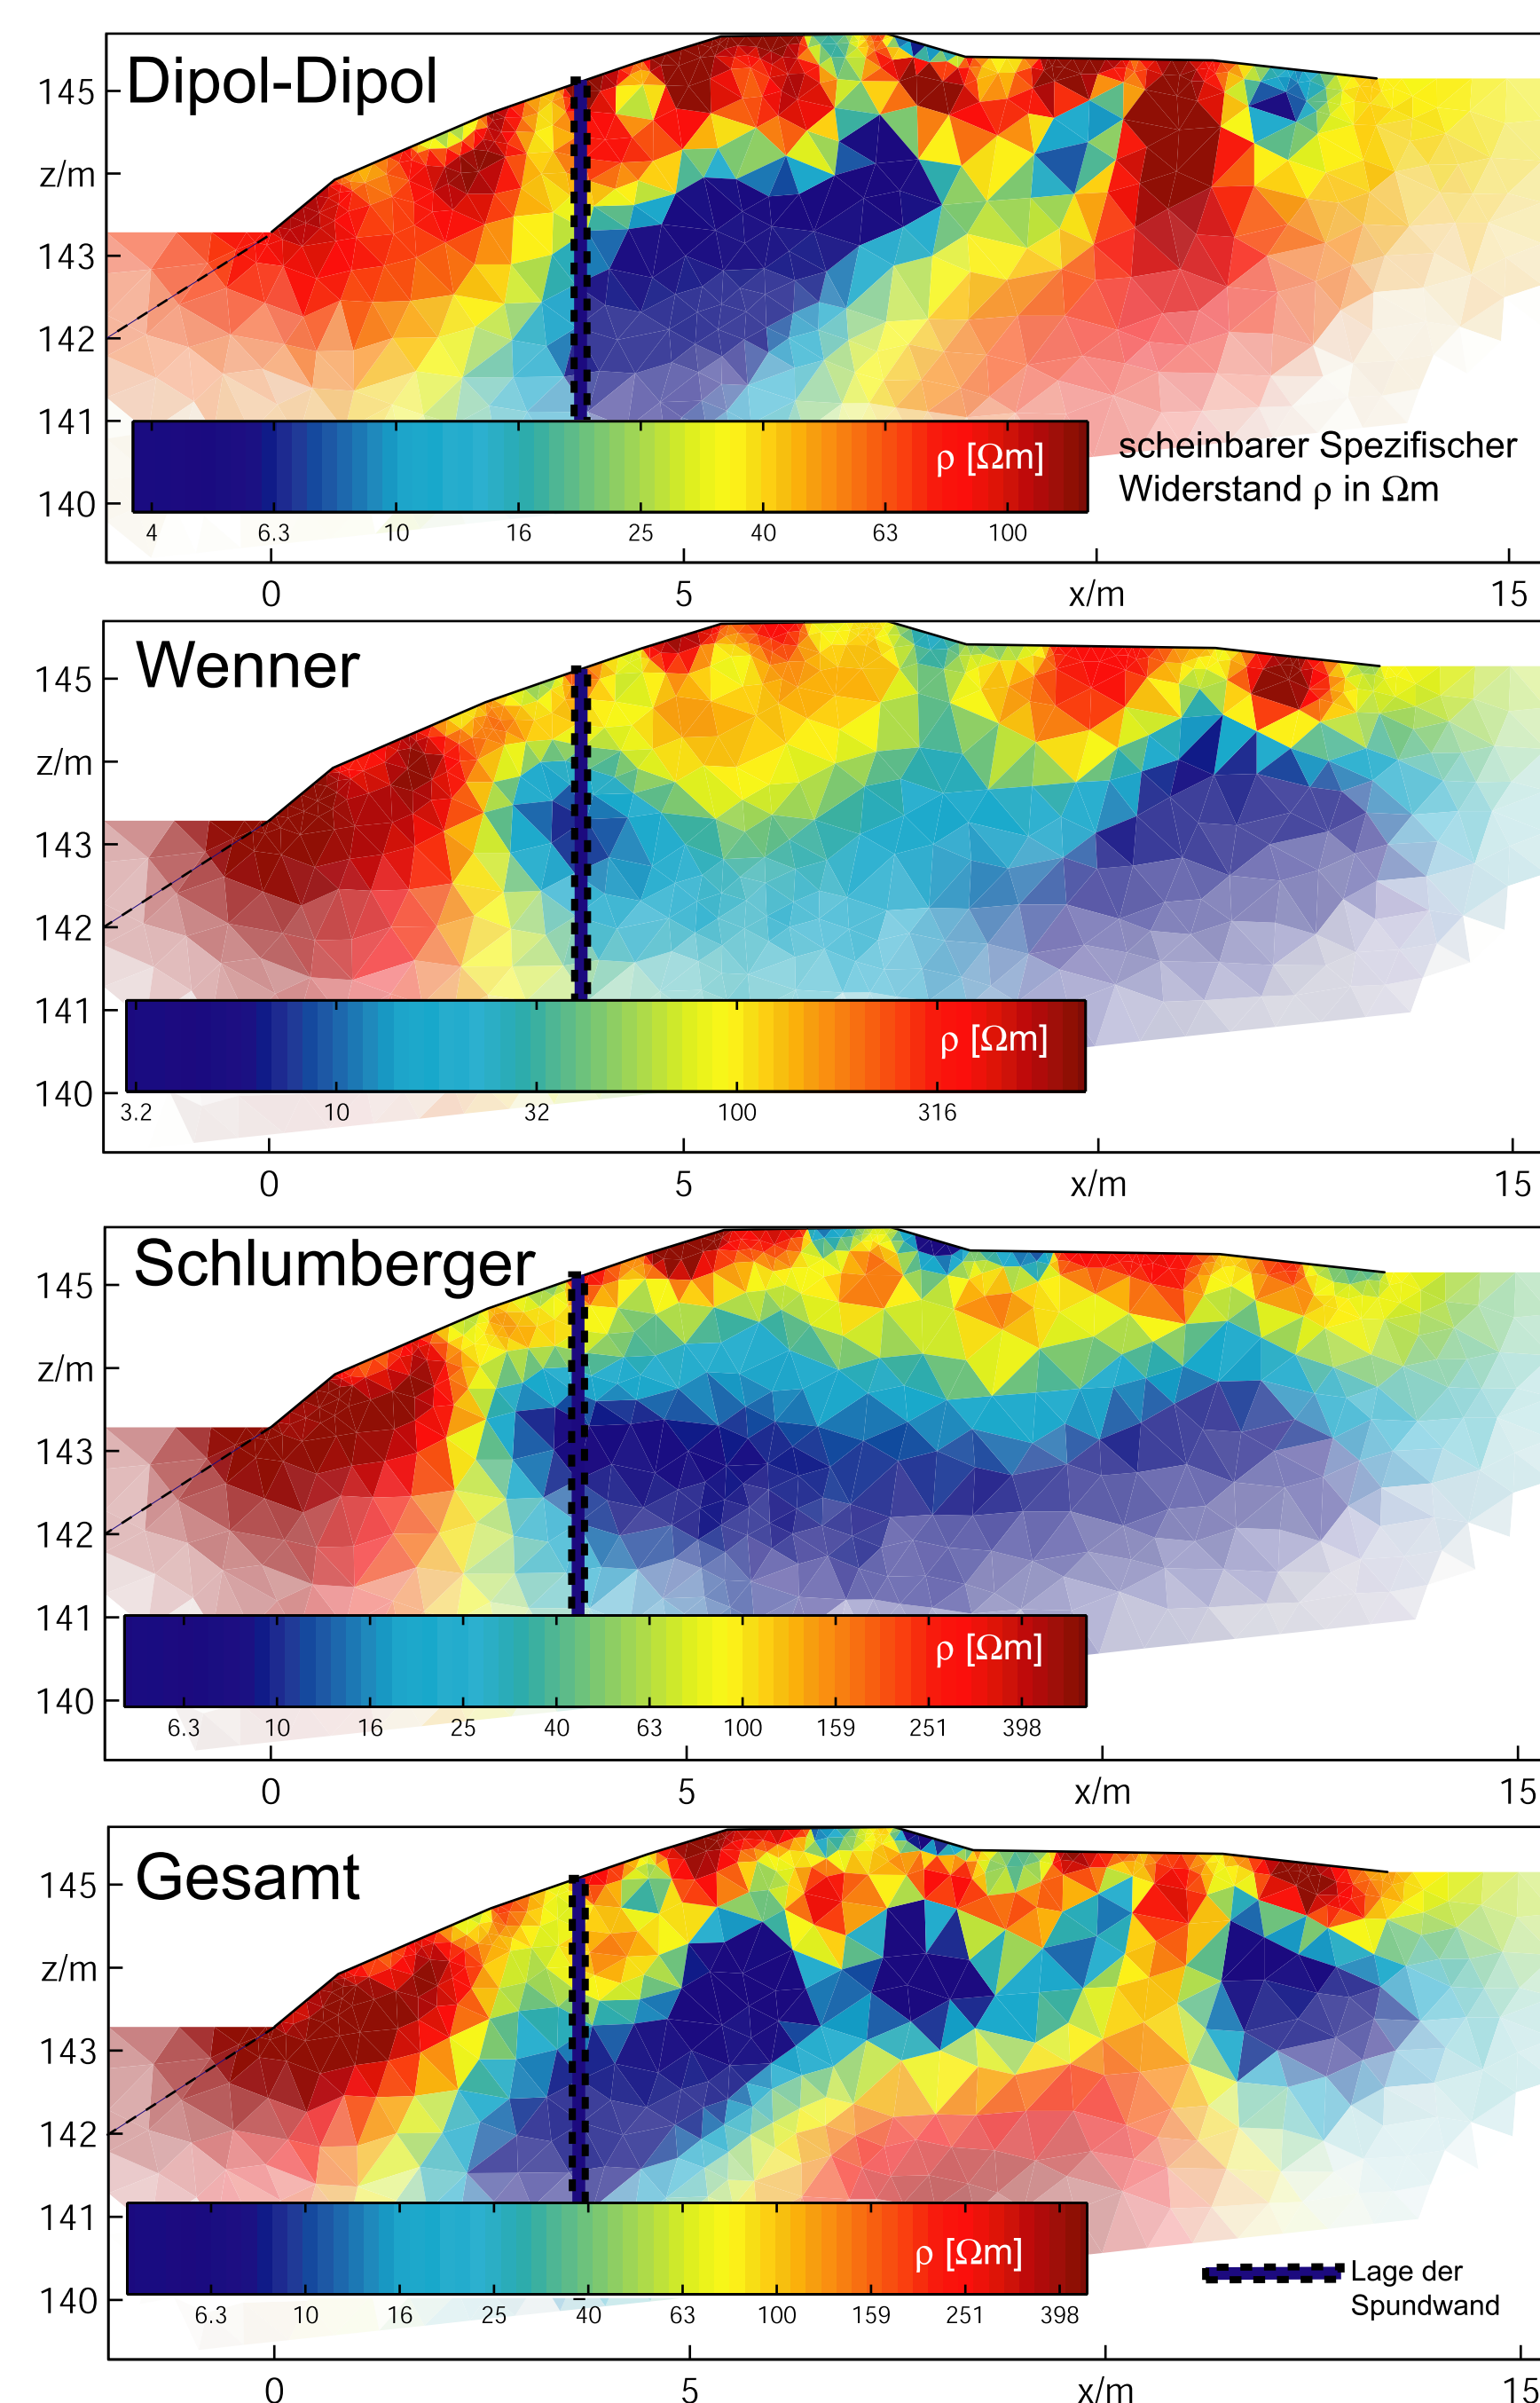 Dipol-Dipol
145
z/m
143
142
141
140
ρ [Ωm]
4 6.3 10 16 25 40 63 100
scheinbarer Spezifischer
Widerstand ρ in Ωm
0 5 x/m 15
Wenner
145
z/m
143
142
141
140
ρ [Ωm]
3.2 10 32 100 316
0 5 x/m 15
Schlumberger
145
z/m
143
142
141
140
ρ [Ωm]
6.3 10 16 25 40 63 100 159 251 398
0 5 x/m 15
Gesamt
145
z/m
143
142
141
140
ρ [Ωm]
6.3 10 16 25 40 63 100 159 251 398
Lage der
Spundwand
0 5 x/m 15